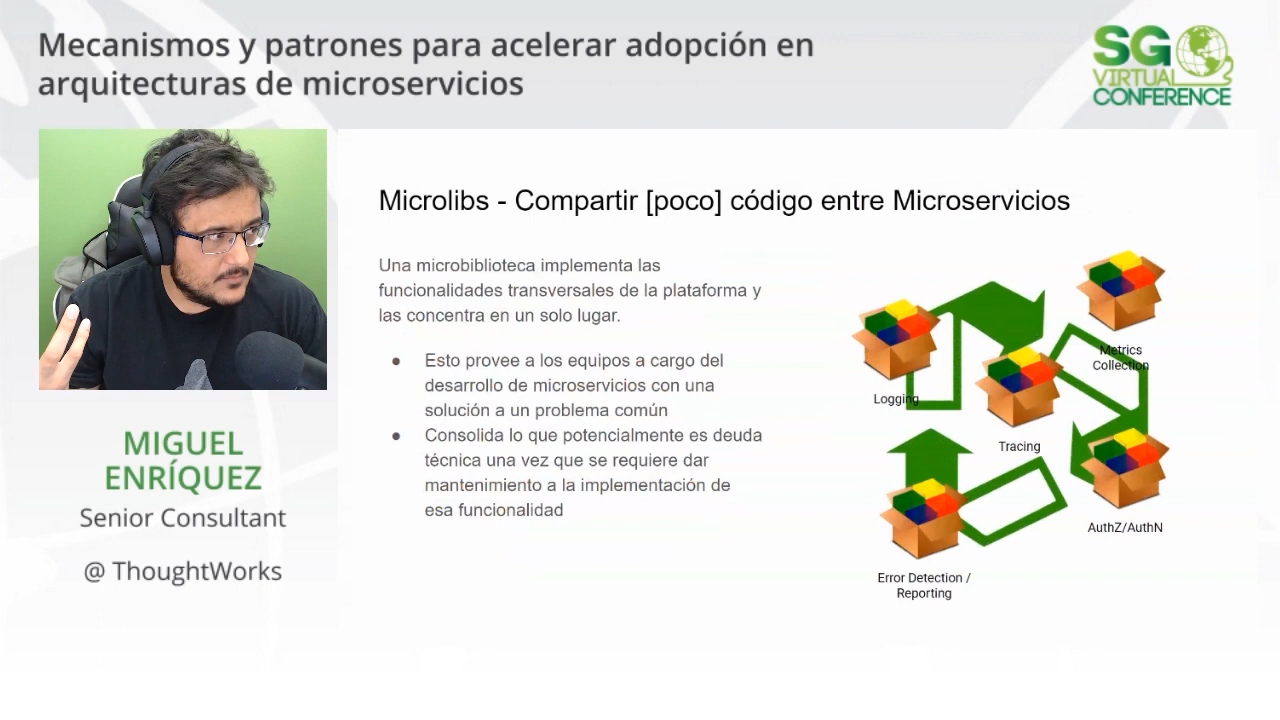 Mecanismos y patrones para acelerar adopción en
arquitecturas de microservicios
SG
VIRTUAL
CONFERENCE
MIGUEL
ENRÍQUEZ
Senior Consultant
@ ThoughtWorks
Microlibs - Compartir [poco] código entre Microservicios
Una microbiblioteca implementa las
funcionalidades transversales de la plataforma y
las concentra en un solo lugar.
● Esto provee a los equipos a cargo del
desarrollo de microservicios con una
solución a un problema común
● Consolida lo que potencialmente es deuda
técnica una vez que se requiere dar
mantenimiento a la implementación de
esa funcionalidad
Metrics
Collection
Logging
Tracing
AuthZ/AuthN
Error Detection /
Reporting